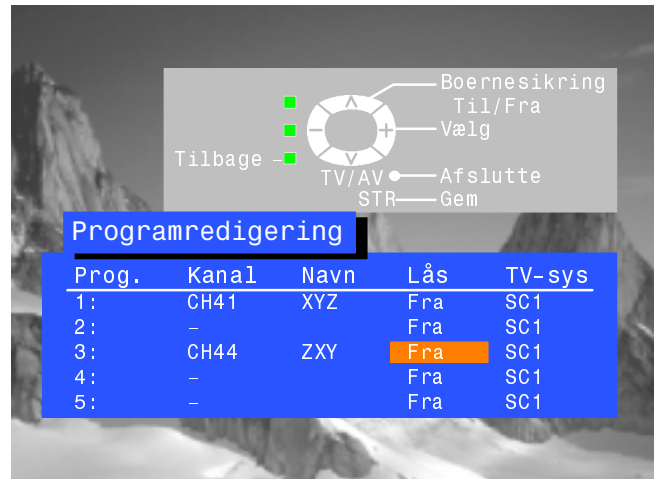 Boernesikring
Til/Fra
Vælg
Tilbage
TV/AV Afslutte
STR Gem
Programredigering
Prog. Kanal Navn Lås TV-sys
1: CH41 XYZ Fra SC1
2: – Fra SC1
3: CH44 ZXY Fra SC1
4: – Fra SC1
5: – Fra SC1